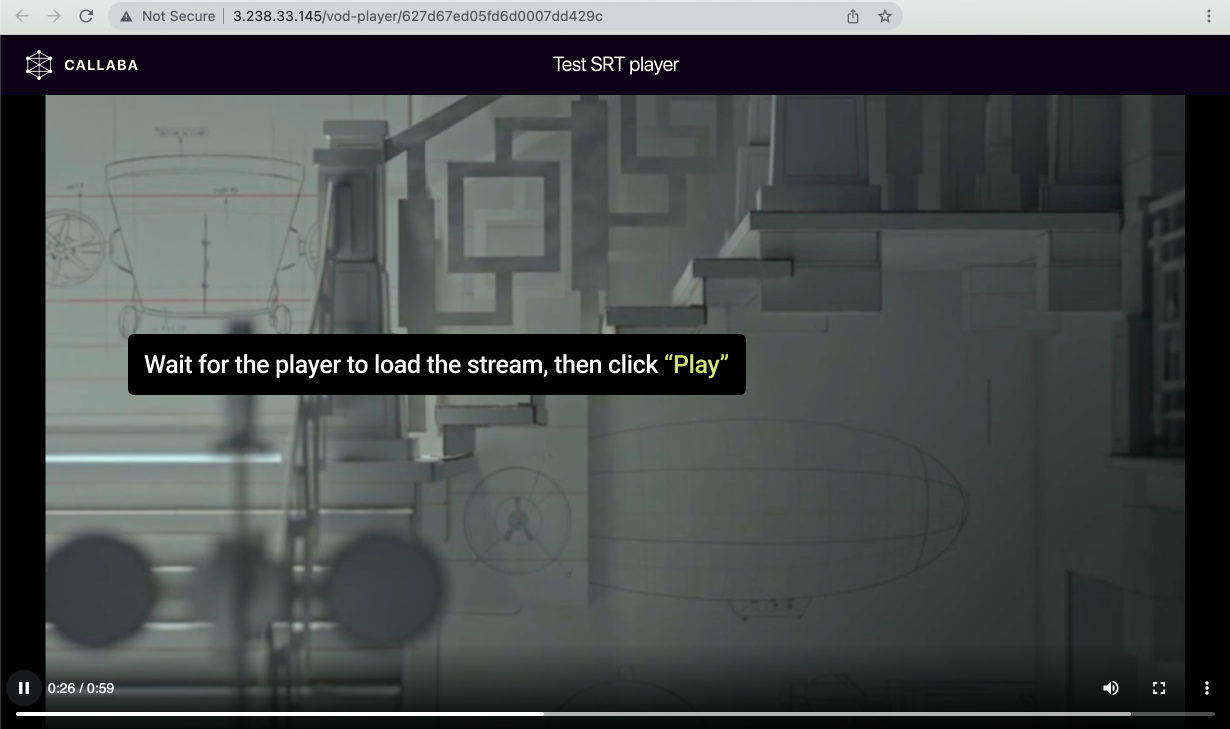 Not Secure | 3.238.33.145/vod-player/627d67ed05fd6d0007dd429c
CALLABA
Test SRT player
Wait for the player to load the stream, then click “Play”
0:26 / 0:59